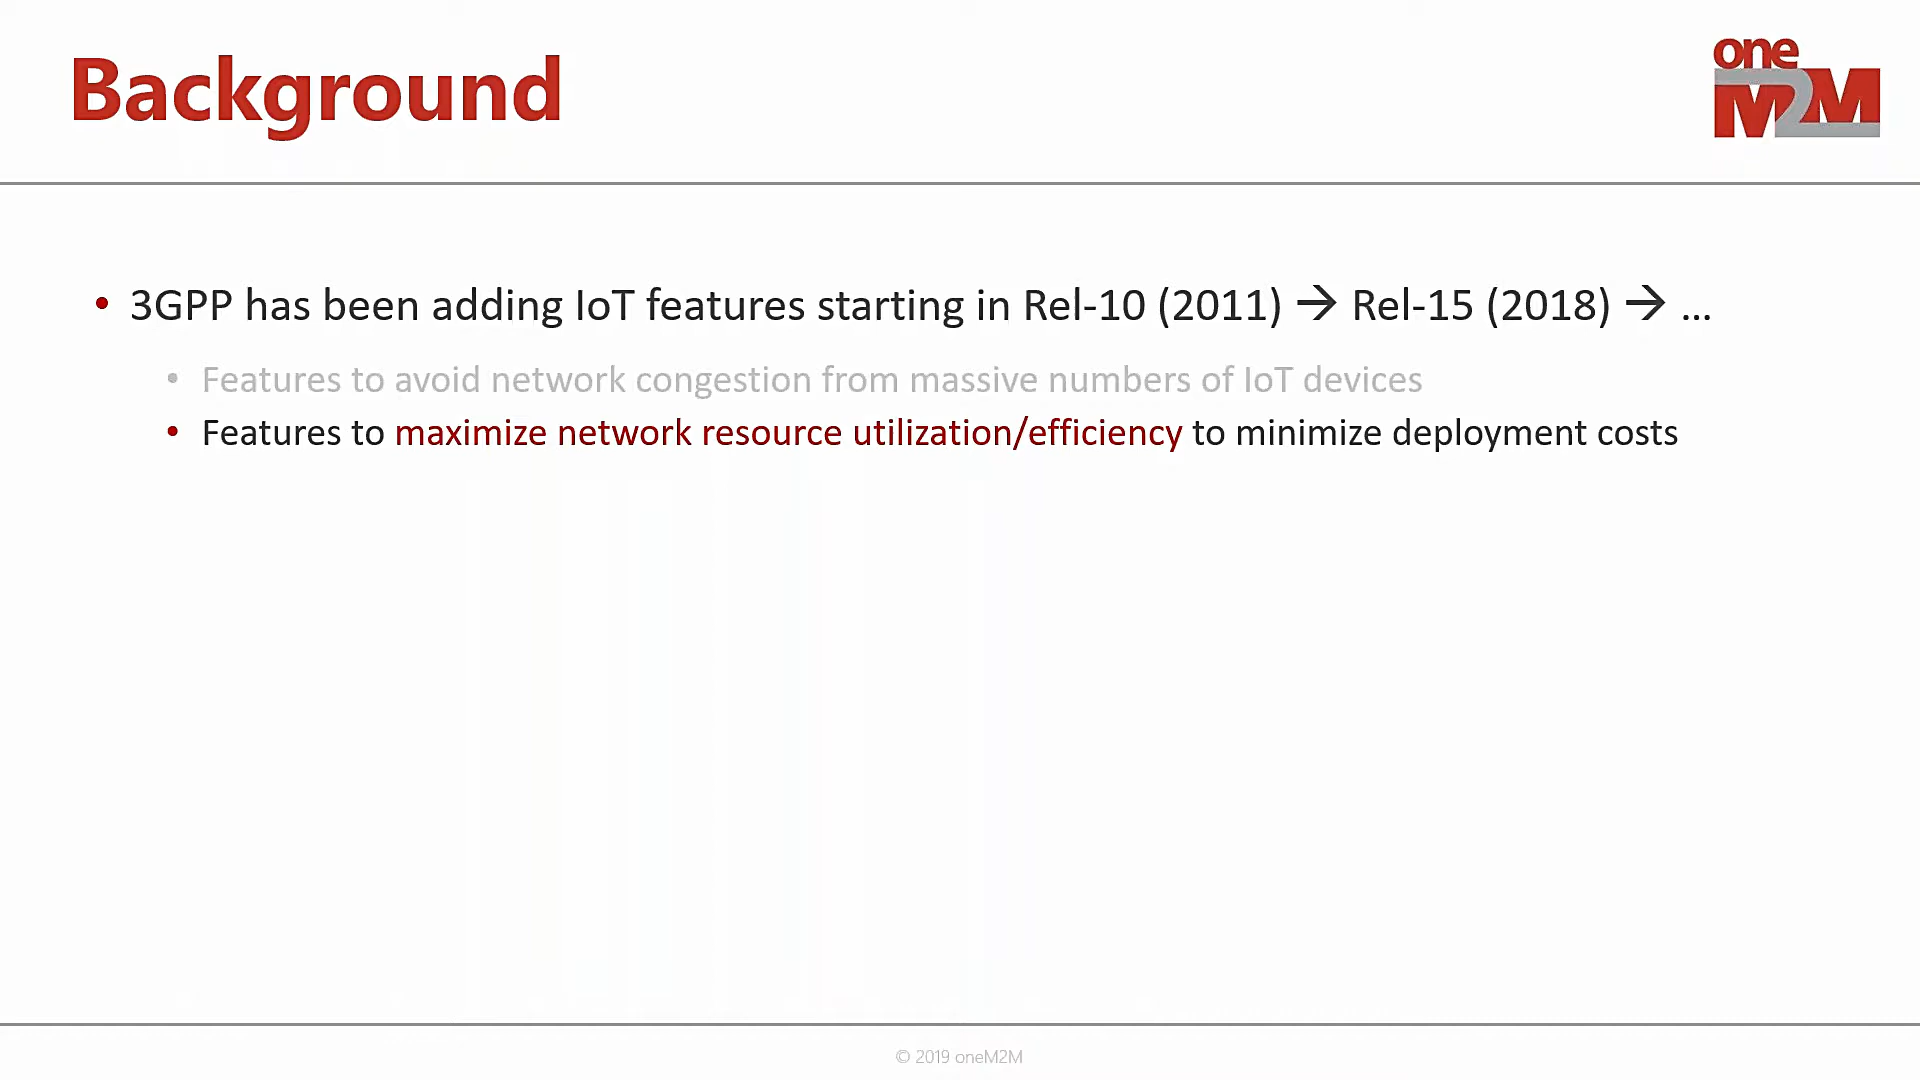 Background
one
M2M
• 3GPP has been adding IoT features starting in Rel-10 (2011) → Rel-15 (2018) → ...
• Features to avoid network congestion from massive numbers of IoT devices
• Features to maximize network resource utilization/efficiency to minimize deployment costs
© 2019 oneM2M